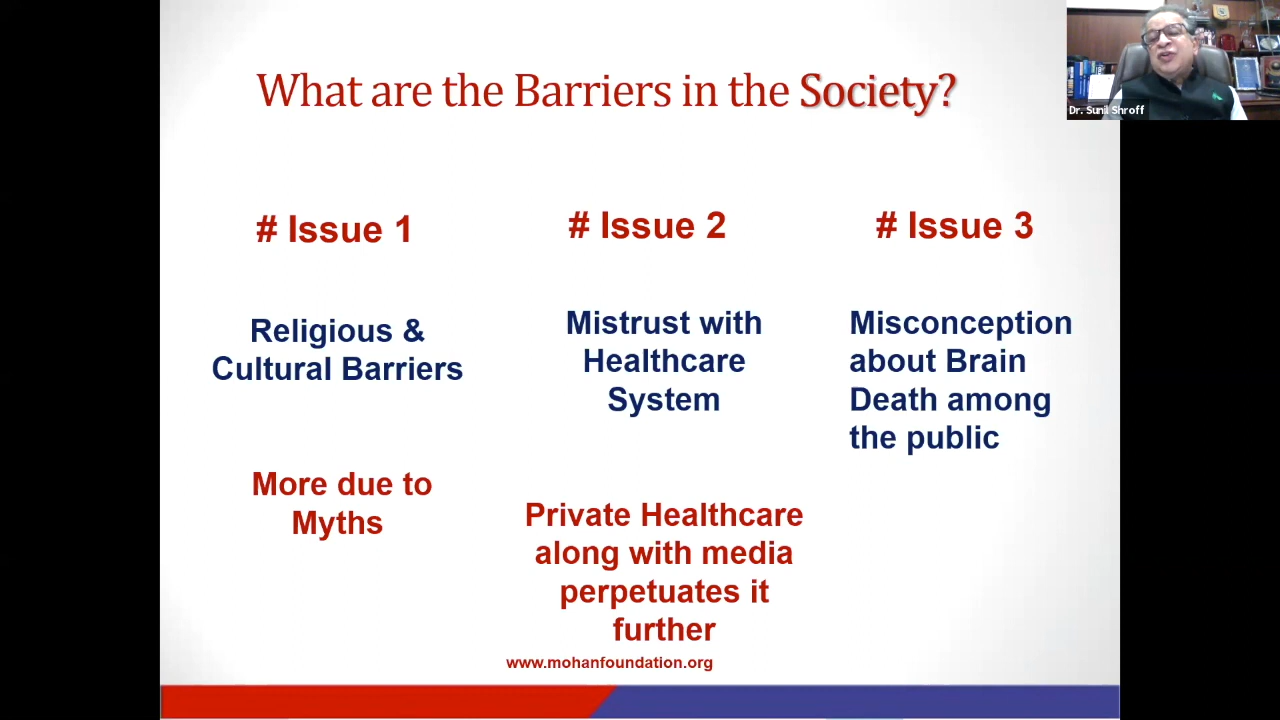 What are the Barriers in the Society?
Dr. Sunil Shroff
# Issue 1
# Issue 2
# Issue 3
Religious &
Cultural Barriers
More due to
Myths
Mistrust with
Healthcare
System
Private Healthcare
along with media
perpetuates it
further
Misconception
about Brain
Death among
the public
www.mohanfoundation.org